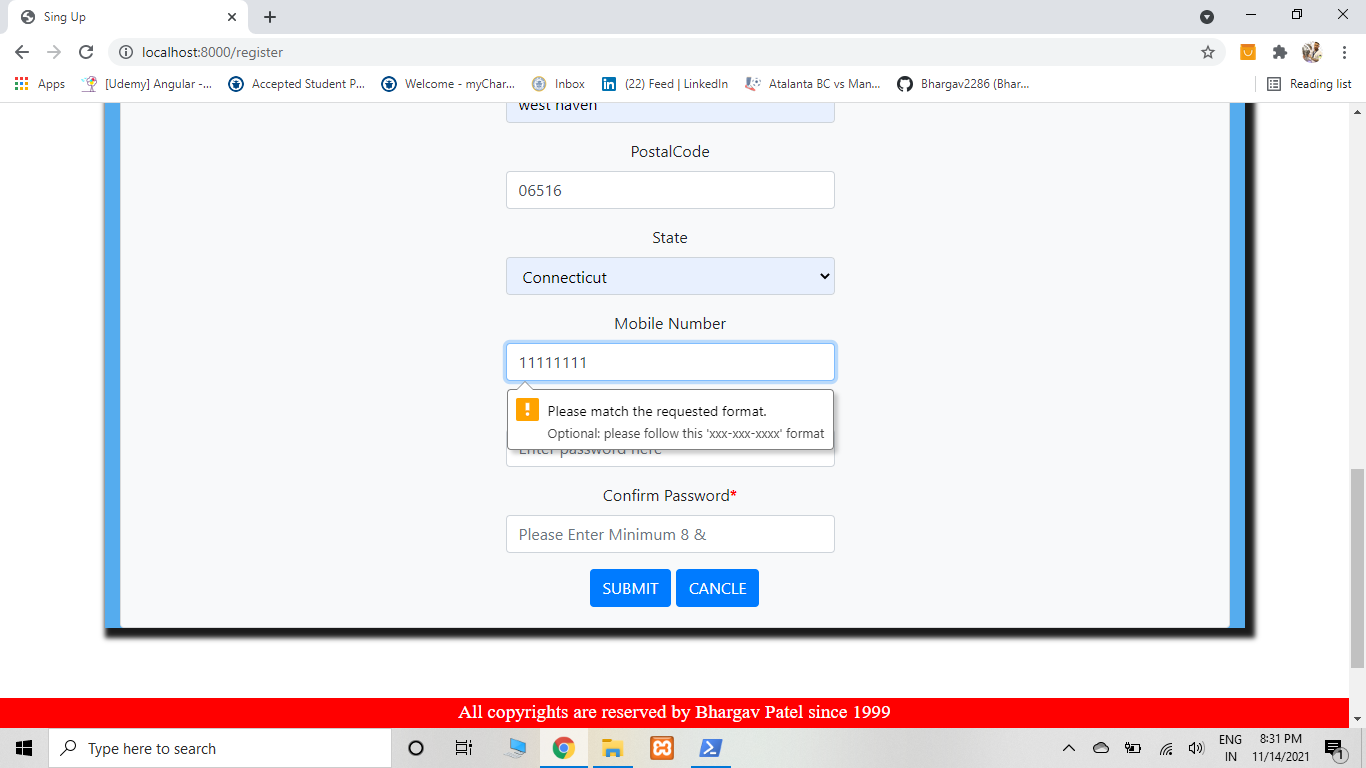 Sing Up
localhost:8000/register
Apps [Udemy] Angular -... Accepted Student P... Welcome - myChar... Inbox (22) Feed | LinkedIn Atalanta BC vs Man... Bhargav2286 (Bhar... Reading list
west haven
PostalCode
06516
State
Connecticut
Mobile Number
11111111
Please match the requested format.
Optional: please follow this 'xxx-xxx-xxxx' format
Enter password here
Confirm Password*
Please Enter Minimum 8 &
SUBMIT CANCLE
All copyrights are reserved by Bhargav Patel since 1999
Type here to search
ENG
IN
8:31 PM
11/14/2021
1